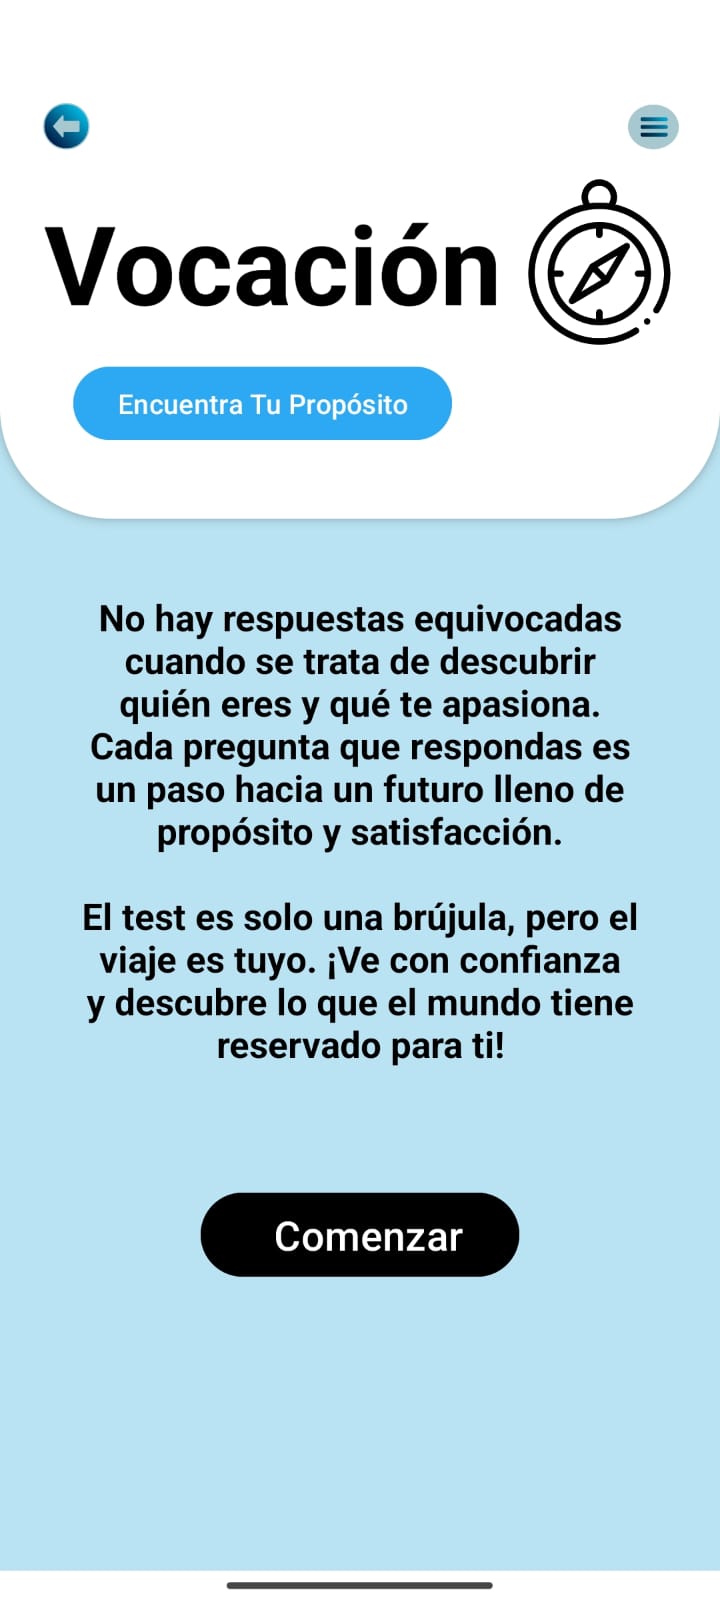 Vocación
Encuentra Tu Propósito
No hay respuestas equivocadas
cuando se trata de descubrir
quién eres y qué te apasiona.
Cada pregunta que respondas es
un paso hacia un futuro lleno de
propósito y satisfacción.
El test es solo una brújula, pero el
viaje es tuyo. ¡Ve con confianza
y descubre lo que el mundo tiene
reservado para ti!
Comenzar